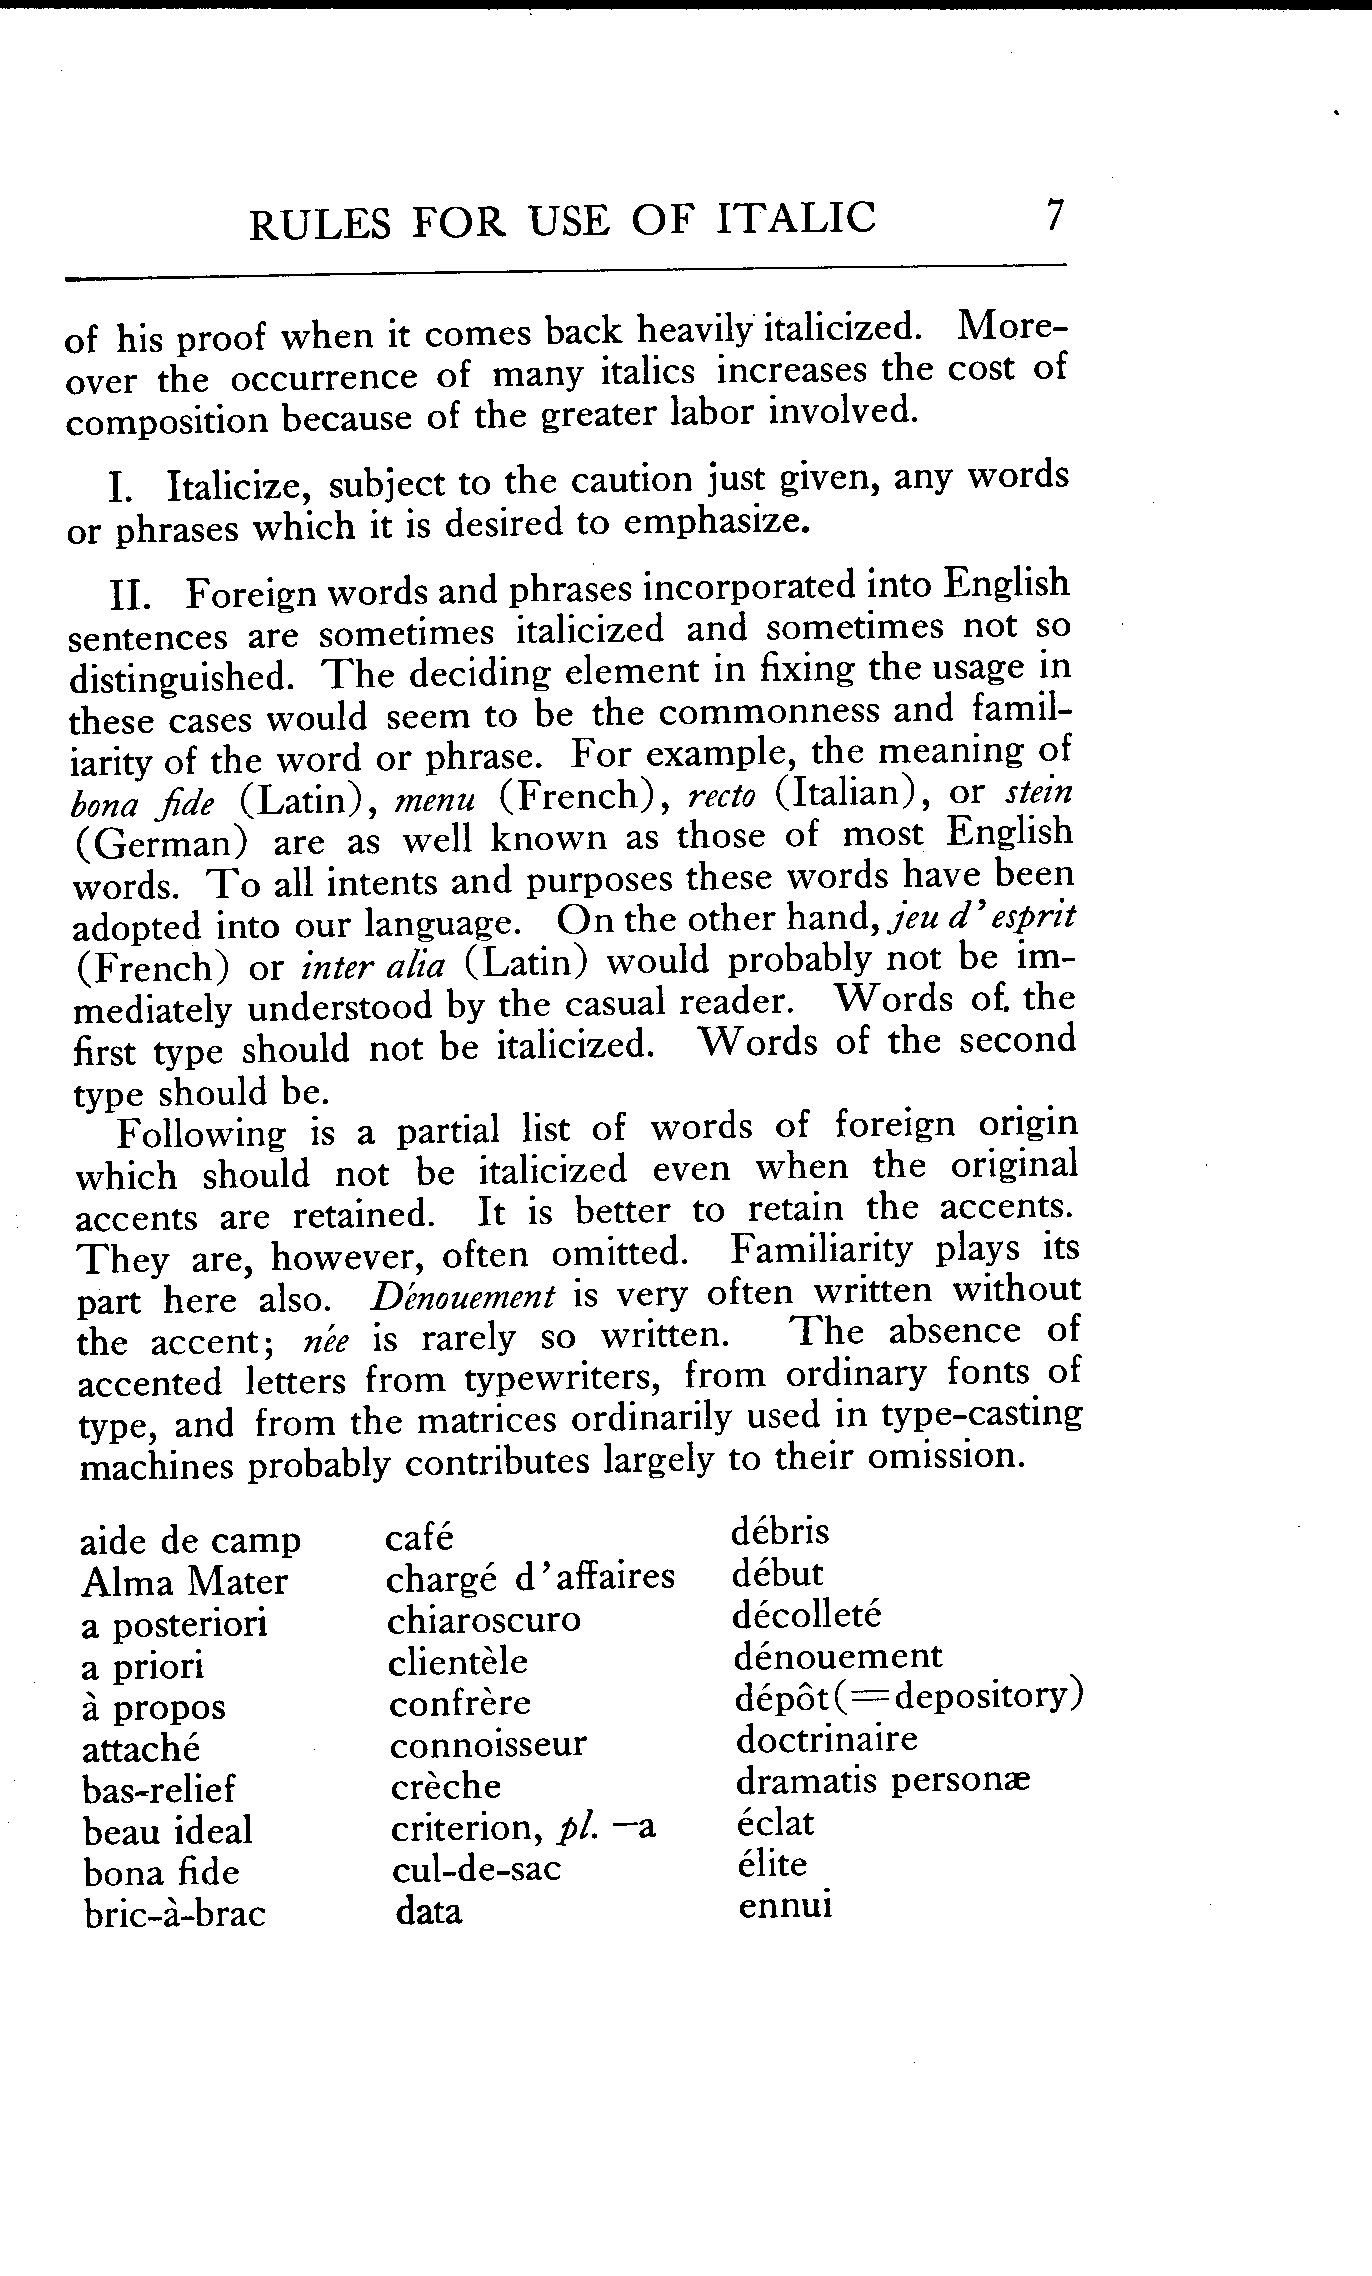 RULES FOR USE OF ITALIC 7
of his proof when it comes back heavily italicized. More-
over the occurrence of many italics increases the cost of
composition because of the greater labor involved.
I. Italicize, subject to the caution just given, any words
or phrases which it is desired to emphasize.
II. Foreign words and phrases incorporated into English
sentences are sometimes italicized and sometimes not so
distinguished. The deciding element in fixing the usage in
these cases would seem to be the commonness and famil-
iarity of the word or phrase. For example, the meaning of
bona fide (Latin), menu (French), recto (Italian), or stein
(German) are as well known as those of most English
words. To all intents and purposes these words have been
adopted into our language. On the other hand, jeu d'esprit
(French) or inter alia (Latin) would probably not be im-
mediately understood by the casual reader. Words of the
first type should not be italicized. Words of the second
type should be.
Following is a partial list of words of foreign origin
which should not be italicized even when the original
accents are retained. It is better to retain the accents.
They are, however, often omitted. Familiarity plays its
part here also. Dénouement is very often written without
the accent; née is rarely so written. The absence of
accented letters from typewriters, from ordinary fonts of
type, and from the matrices ordinarily used in type-casting
machines probably contributes largely to their omission.
aide de camp
Alma Mater
a posteriori
a priori
à propos
attaché
bas-relief
beau ideal
bona fide
bric-à-brac
café
chargé d'affaires
chiaroscuro
clientèle
confrère
connoisseur
crèche
criterion, pl. —a
cul-de-sac
data
débris
début
décolleté
dénouement
dépôt(=depository)
doctrinaire
dramatis personæ
éclat
élite
ennui